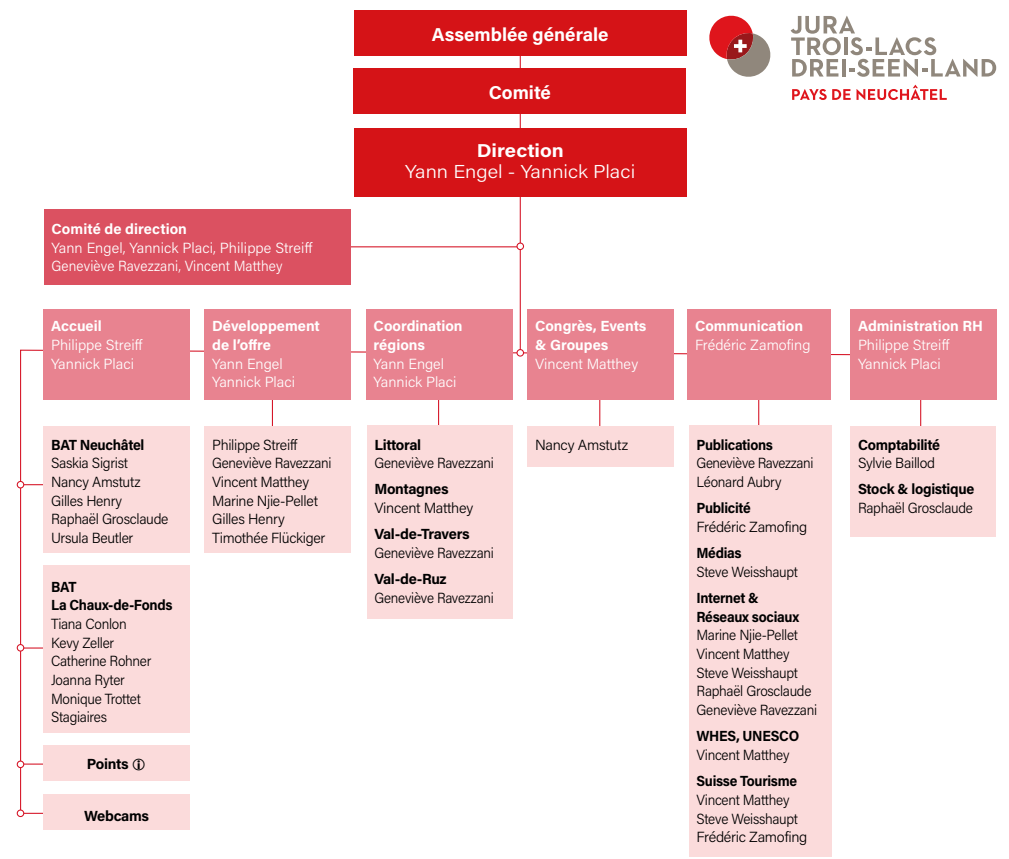 JURA
TROIS-LACS
DREI-SEEN-LAND
PAYS DE NEUCHÂTEL
Assemblée générale
Comité
Direction
Yann Engel - Yannick Placi
Comité de direction
Yann Engel, Yannick Placi, Philippe Streiff
Geneviève Ravezzani, Vincent Matthey
Accueil
Philippe Streiff
Yannick Placi
Développement
de l'offre
Yann Engel
Yannick Placi
Coordination
régions
Yann Engel
Yannick Placi
Congrès, Events
& Groupes
Vincent Matthey
Communication
Frédéric Zamofing
Administration RH
Philippe Streiff
Yannick Placi
BAT Neuchâtel
Saskia Sigrist
Nancy Amstutz
Gilles Henry
Raphaël Grosclaude
Ursula Beutler
BAT
La Chaux-de-Fonds
Tiana Conlon
Kevy Zeller
Catherine Rohner
Joanna Ryter
Monique Trottet
Stagiaires
Points ⓘ
Webcams
Philippe Streiff
Geneviève Ravezzani
Vincent Matthey
Marine Njie-Pellet
Gilles Henry
Timothée Flückiger
Littoral
Geneviève Ravezzani
Montagnes
Vincent Matthey
Val-de-Travers
Geneviève Ravezzani
Val-de-Ruz
Geneviève Ravezzani
Nancy Amstutz
Publications
Geneviève Ravezzani
Léonard Aubry
Publicité
Frédéric Zamofing
Médias
Steve Weisshaupt
Internet &
Réseaux sociaux
Marine Njie-Pellet
Vincent Matthey
Steve Weisshaupt
Raphaël Grosclaude
Geneviève Ravezzani
WHES, UNESCO
Vincent Matthey
Suisse Tourisme
Vincent Matthey
Steve Weisshaupt
Frédéric Zamofing
Comptabilité
Sylvie Baillod
Stock & logistique
Raphaël Grosclaude